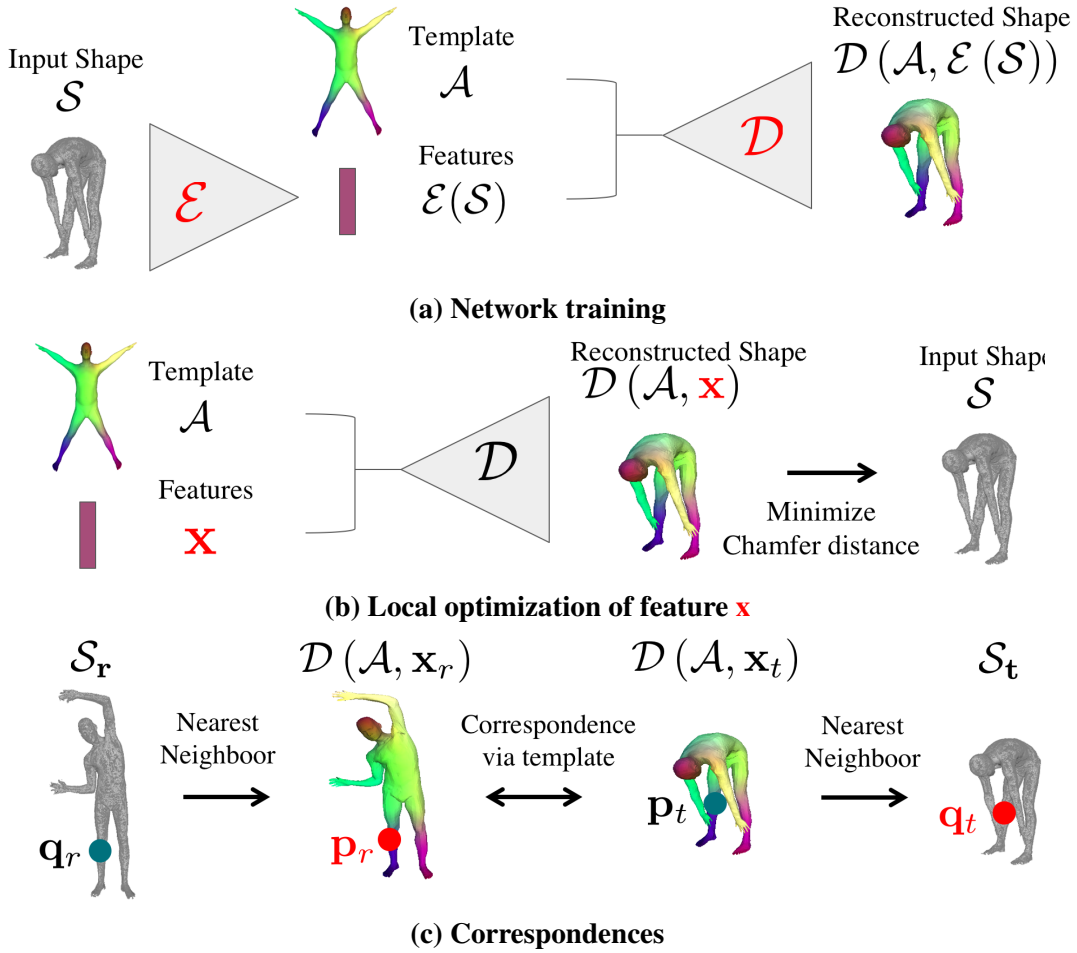 Input Shape
𝒮
ℰ
Template
𝒜
Features
ℰ(𝒮)
𝒟
Reconstructed Shape
𝒟 (𝒜, ℰ (𝒮))
(a) Network training
Template
𝒜
Features
x
𝒟
Reconstructed Shape
𝒟 (𝒜, x)
Minimize
Chamfer distance
Input Shape
𝒮
(b) Local optimization of feature x
𝒮r
Nearest
Neighboor
qr
𝒟 (𝒜, xr)
pr
Correspondence
via template
𝒟 (𝒜, xt)
pt
Nearest
Neighboor
𝒮t
qt
(c) Correspondences